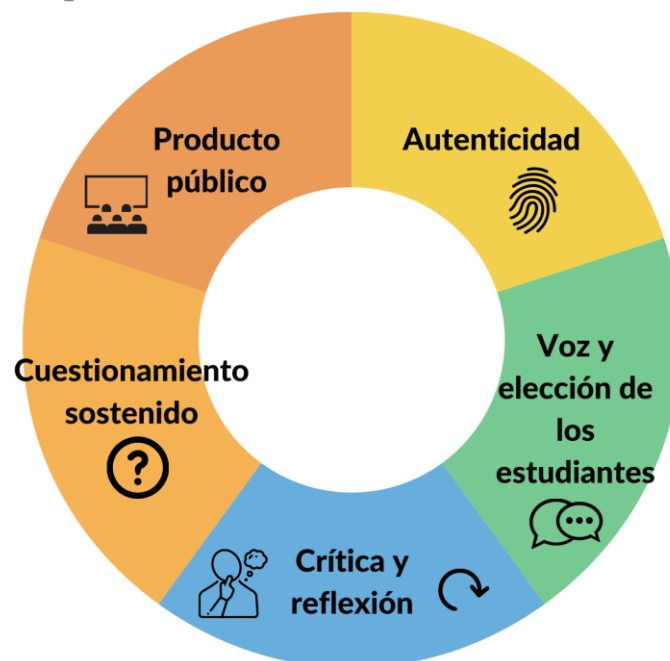 Producto
público
Autenticidad
Voz y
elección de
los
estudiantes
Crítica y
reflexión
Cuestionamiento
sostenido